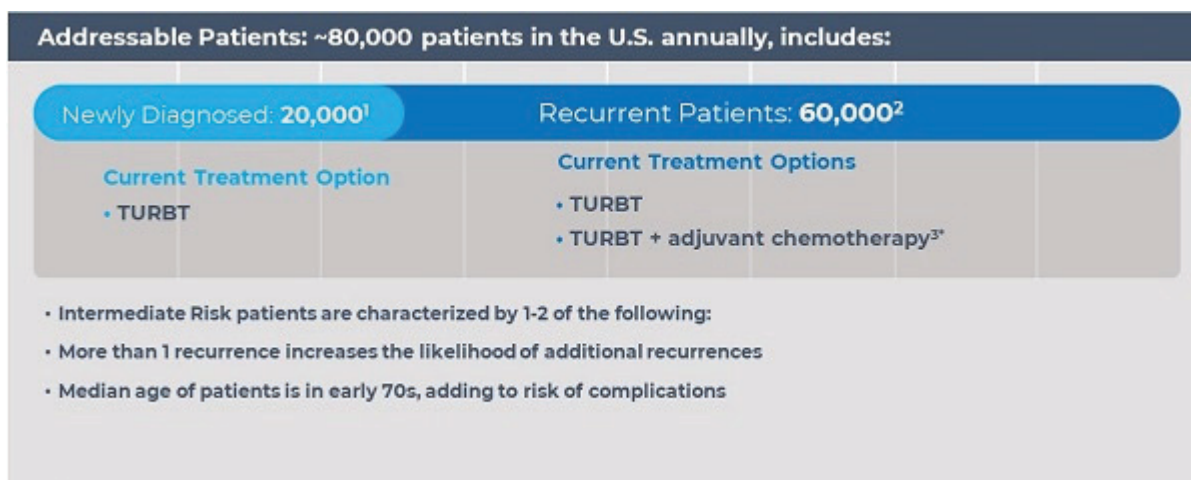 Addressable Patients: ~80,000 patients in the U.S. annually, includes:
Newly Diagnosed: 20,000¹
Recurrent Patients: 60,000²
Current Treatment Option
• TURBT
Current Treatment Options
• TURBT
• TURBT + adjuvant chemotherapy³*
• Intermediate Risk patients are characterized by 1-2 of the following:
• More than 1 recurrence increases the likelihood of additional recurrences
• Median age of patients is in early 70s, adding to risk of complications